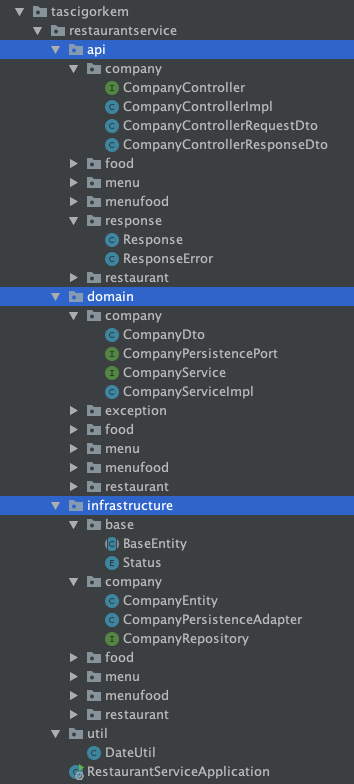 tascigorkem
restaurantservice
api
company
CompanyController
CompanyControllerImpl
CompanyControllerRequestDto
CompanyControllerResponseDto
food
menu
menufood
response
Response
ResponseError
restaurant
domain
company
CompanyDto
CompanyPersistencePort
CompanyService
CompanyServiceImpl
exception
food
menu
menufood
restaurant
infrastructure
base
BaseEntity
Status
company
CompanyEntity
CompanyPersistenceAdapter
CompanyRepository
food
menu
menufood
restaurant
util
DateUtil
RestaurantServiceApplication